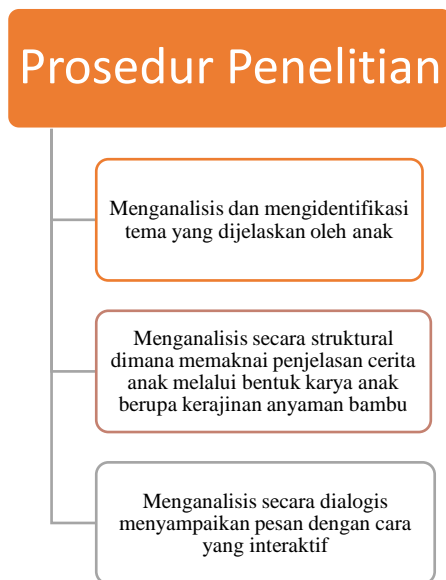 Prosedur Penelitian
Menganalisis dan mengidentifikasi
tema yang dijelaskan oleh anak
Menganalisis secara struktural
dimana memaknai penjelasan cerita
anak melalui bentuk karya anak
berupa kerajinan anyaman bambu
Menganalisis secara dialogis
menyampaikan pesan dengan cara
yang interaktif